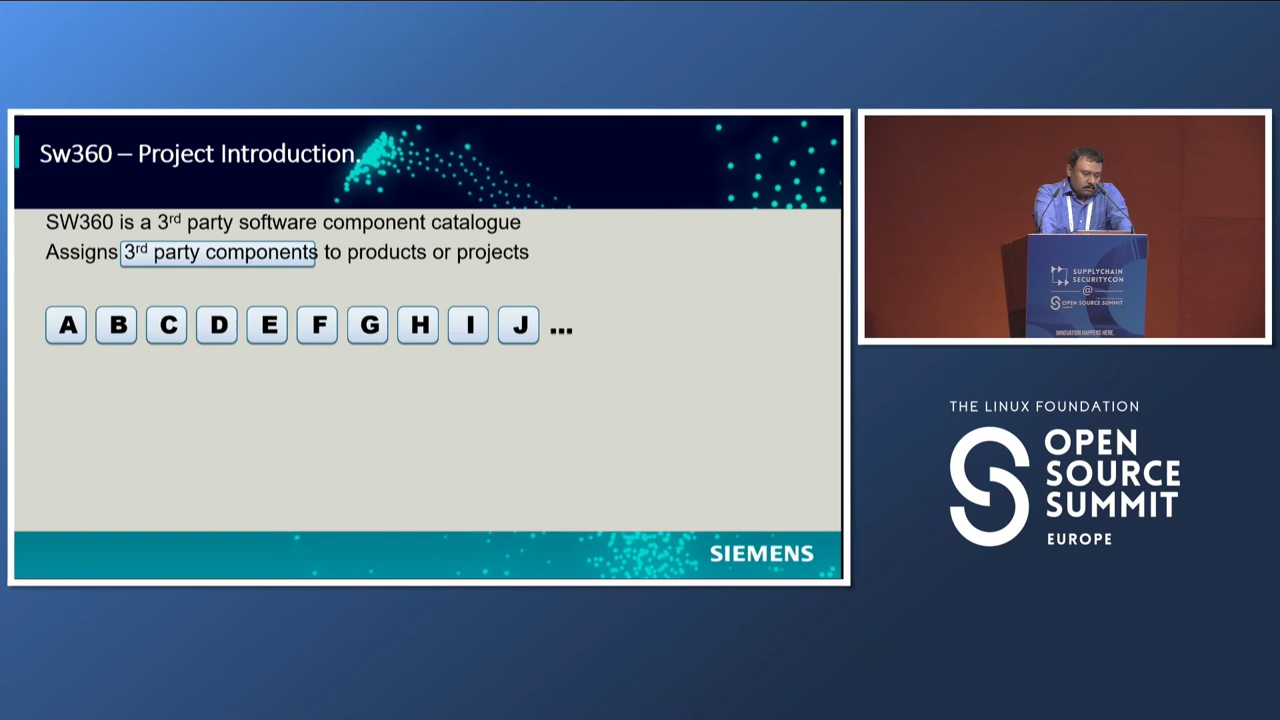 Sw360 – Project Introduction.
SW360 is a 3rd party software component catalogue
Assigns 3rd party components to products or projects
A B C D E F G H I J ...
SIEMENS
SUPPLYCHAIN
SECURITYCON
@
OPEN SOURCE SUMMIT
INNOVATION HAPPENS HERE.
THE LINUX FOUNDATION
OPEN
SOURCE
SUMMIT
EUROPE